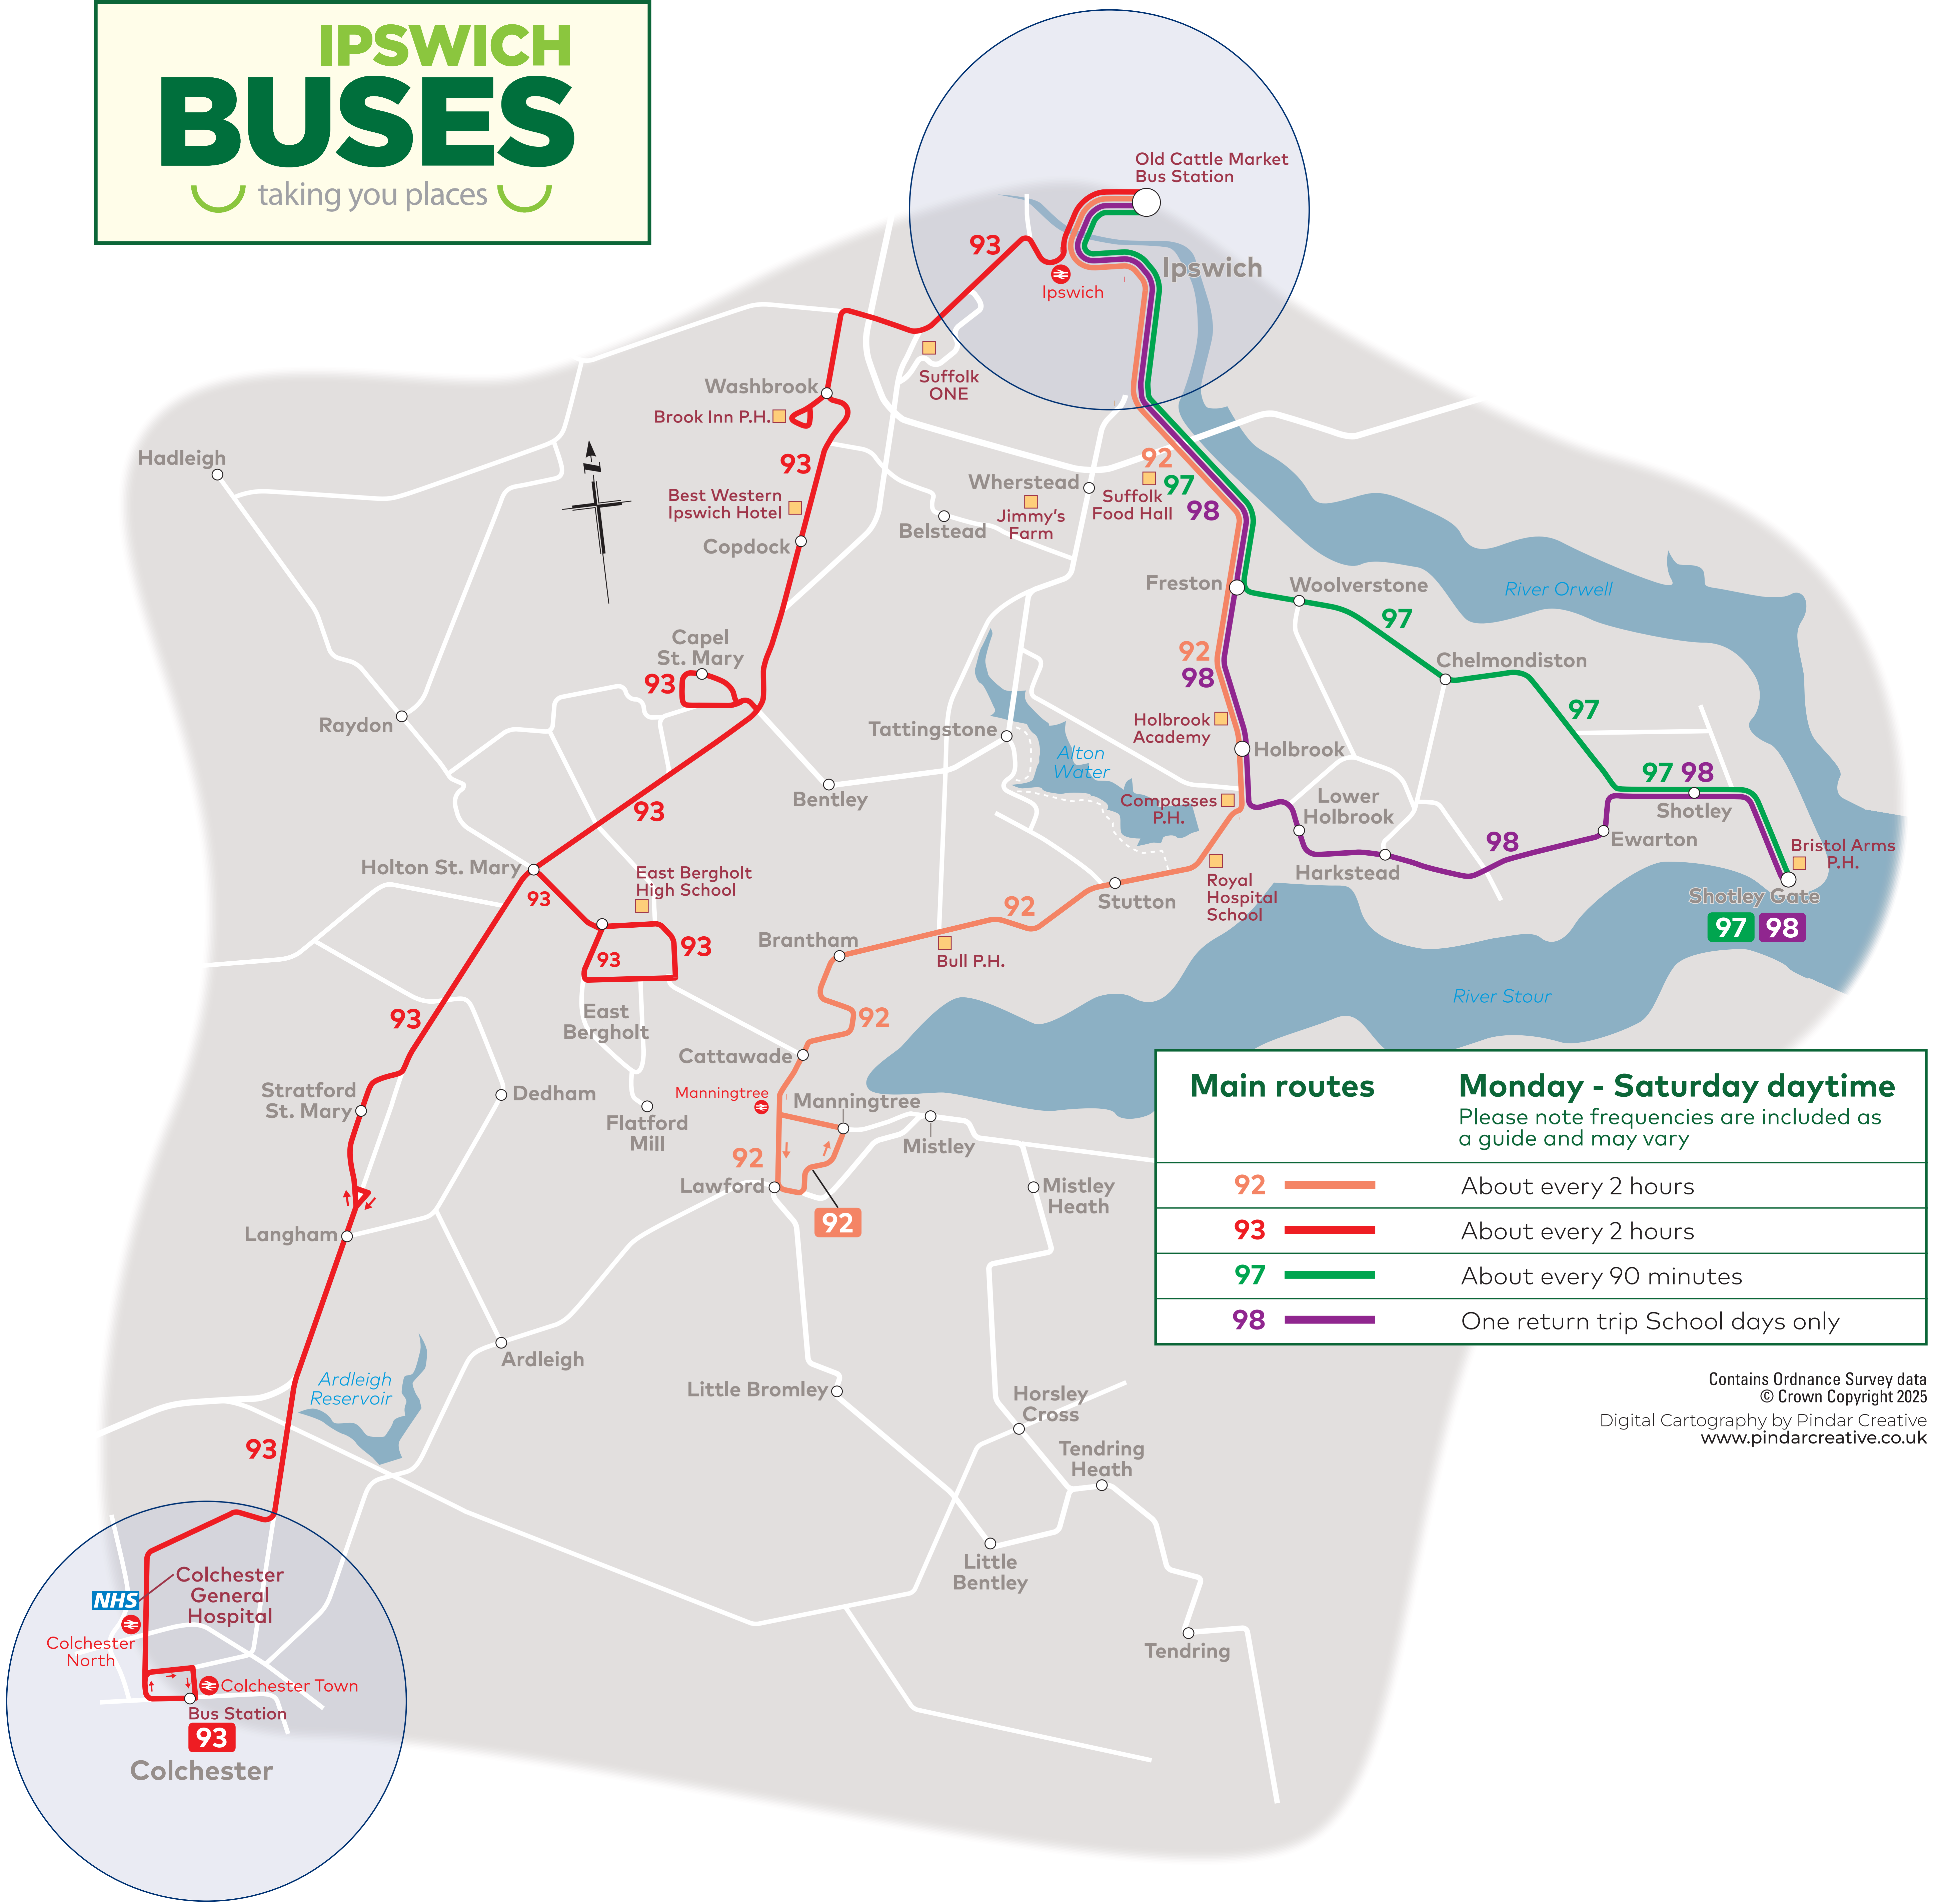 IPSWICH
BUSES
taking you places
Old Cattle Market
Bus Station
93
Ipswich
Ipswich
Suffolk
ONE
Washbrook
Brook Inn P.H.
93
Hadleigh
N
Best Western
Ipswich Hotel
Copdock
Belstead
Wherstead
Jimmy's
Farm
92
Suffolk
Food Hall
97
98
Freston
Woolverstone
River Orwell
97
Capel
St. Mary
93
92
98
Chelmondiston
97
Raydon
Tattingstone
Holbrook
Academy
Alton
Water
Holbrook
Bentley
93
Compasses
P.H.
Lower
Holbrook
97 98
Shotley
Ewarton
98
Bristol Arms
P.H.
Holton St. Mary
93
East Bergholt
High School
Harkstead
Royal
Hospital
School
Stutton
92
Shotley Gate
97 98
Brantham
Bull P.H.
93
93
East
Bergholt
93
92
River Stour
Cattawade
Manningtree
Manningtree
Stratford
St. Mary
Dedham
Flatford
Mill
Mistley
92
Lawford
92
Mistley
Heath
Langham
Ardleigh
Ardleigh
Reservoir
Little Bromley
Horsley
Cross
Tendring
Heath
93
Little
Bentley
Tendring
NHS
Colchester
General
Hospital
Colchester
North
Colchester Town
Bus Station
93
Colchester
Main routes
Monday - Saturday daytime
Please note frequencies are included as
a guide and may vary
92 About every 2 hours
93 About every 2 hours
97 About every 90 minutes
98 One return trip School days only
Contains Ordnance Survey data
© Crown Copyright 2025
Digital Cartography by Pindar Creative
www.pindarcreative.co.uk